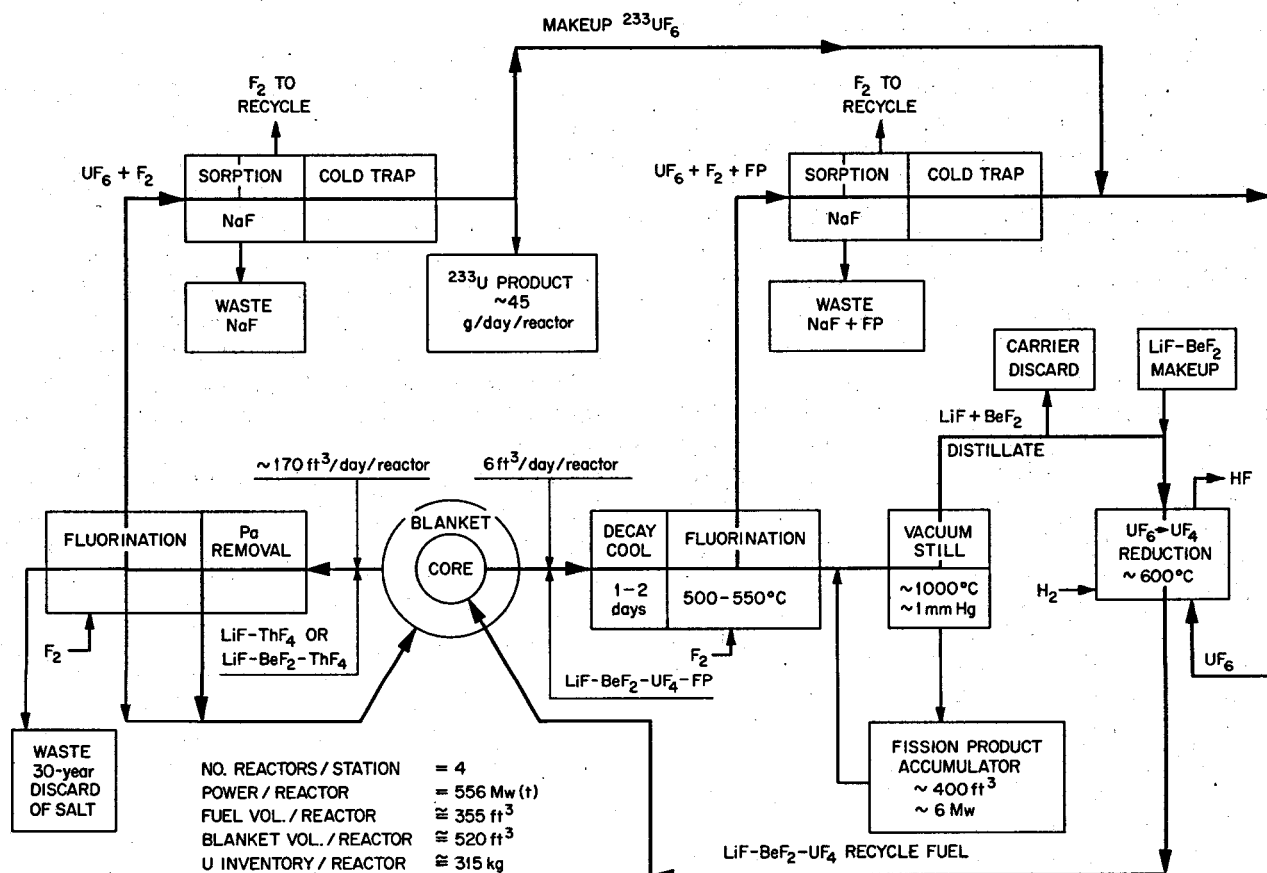 MAKEUP ²³³UF₆
F₂ TO
RECYCLE
UF₆ + F₂
SORPTION
COLD TRAP
NaF
WASTE
NaF
²³³U PRODUCT
~45
g/day/reactor
F₂ TO
RECYCLE
UF₆ + F₂ + FP
SORPTION
COLD TRAP
NaF
WASTE
NaF + FP
CARRIER
DISCARD
LiF-BeF₂
MAKEUP
LiF + BeF₂
DISTILLATE
~170 ft³/day/reactor
6 ft³/day/reactor
FLUORINATION
Pa
REMOVAL
F₂
LiF-ThF₄ OR
LiF-BeF₂-ThF₄
BLANKET
CORE
DECAY
COOL
1-2
days
FLUORINATION
500-550°C
F₂
LiF-BeF₂-UF₄-FP
VACUUM
STILL
~1000°C
~1 mm Hg
HF
UF₆→UF₄
REDUCTION
~600°C
H₂
UF₆
WASTE
30-year
DISCARD
OF SALT
FISSION PRODUCT
ACCUMULATOR
~400 ft³
~6 Mw
NO. REACTORS / STATION = 4
POWER / REACTOR = 556 Mw (t)
FUEL VOL. / REACTOR ≅ 355 ft³
BLANKET VOL. / REACTOR ≅ 520 ft³
U INVENTORY / REACTOR ≅ 315 kg
LiF-BeF₂-UF₄ RECYCLE FUEL